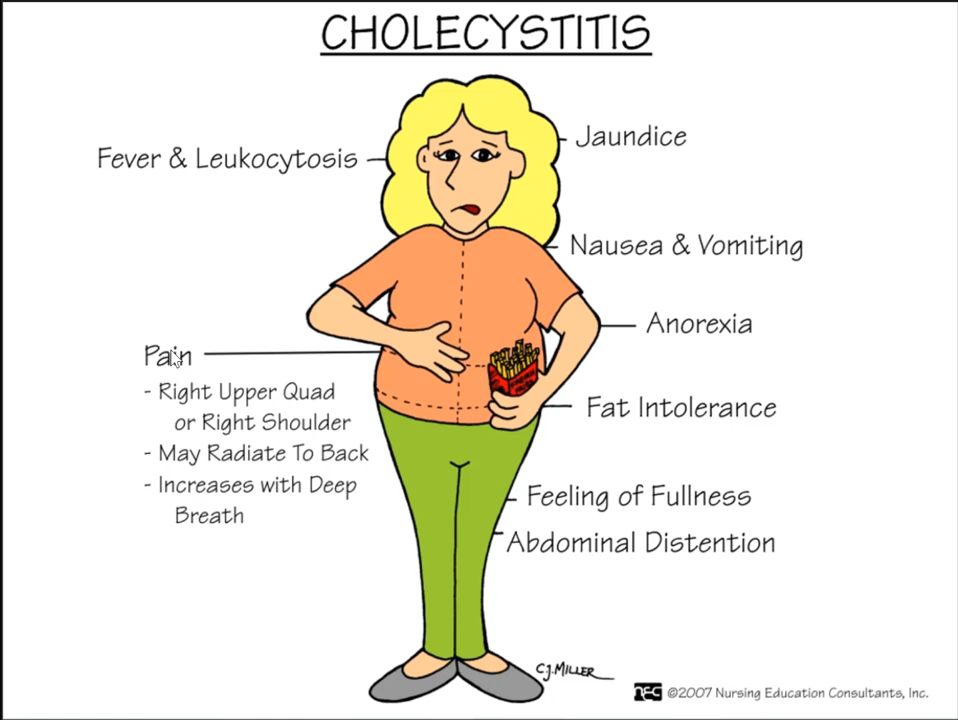 CHOLECYSTITIS
Fever & Leukocytosis
Jaundice
Nausea & Vomiting
Anorexia
Pain
- Right Upper Quad
or Right Shoulder
- May Radiate To Back
- Increases with Deep
Breath
Fat Intolerance
Feeling of Fullness
Abdominal Distention
C.J. MILLER
NEC ©2007 Nursing Education Consultants, Inc.